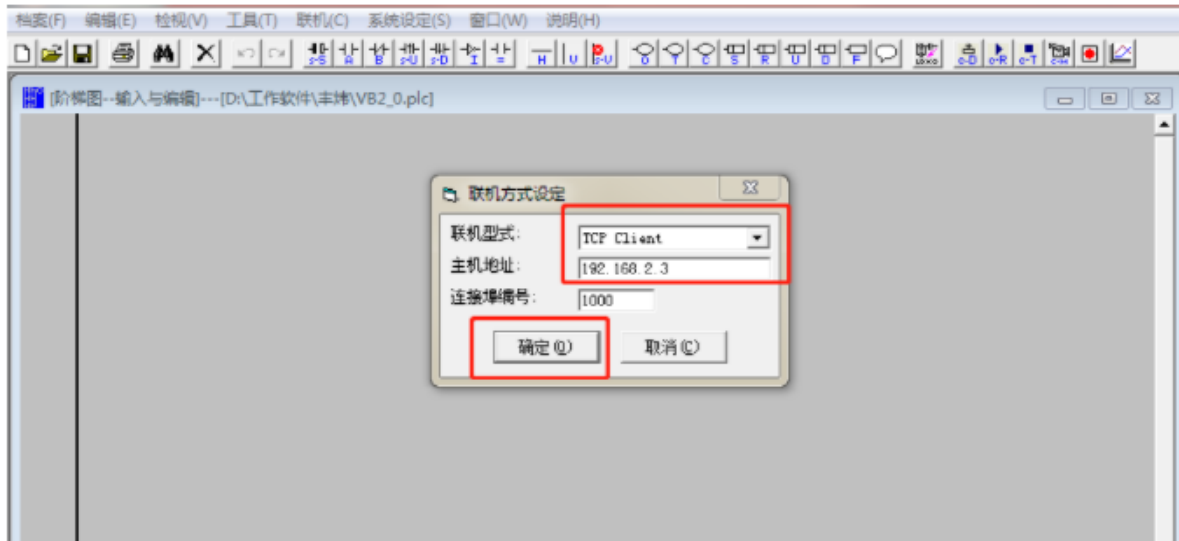 档案(F) 编辑(E) 检视(V) 工具(T) 联机(C) 系统设定(S) 窗口(W) 说明(H)
[阶梯图--输入与编辑]---[D:\工作软件\丰炜\VB2_0.plc]
联机方式设定
联机型式: TCP Client
主机地址: 192.168.2.3
连接埠编号: 1000
确定(O) 取消(C)